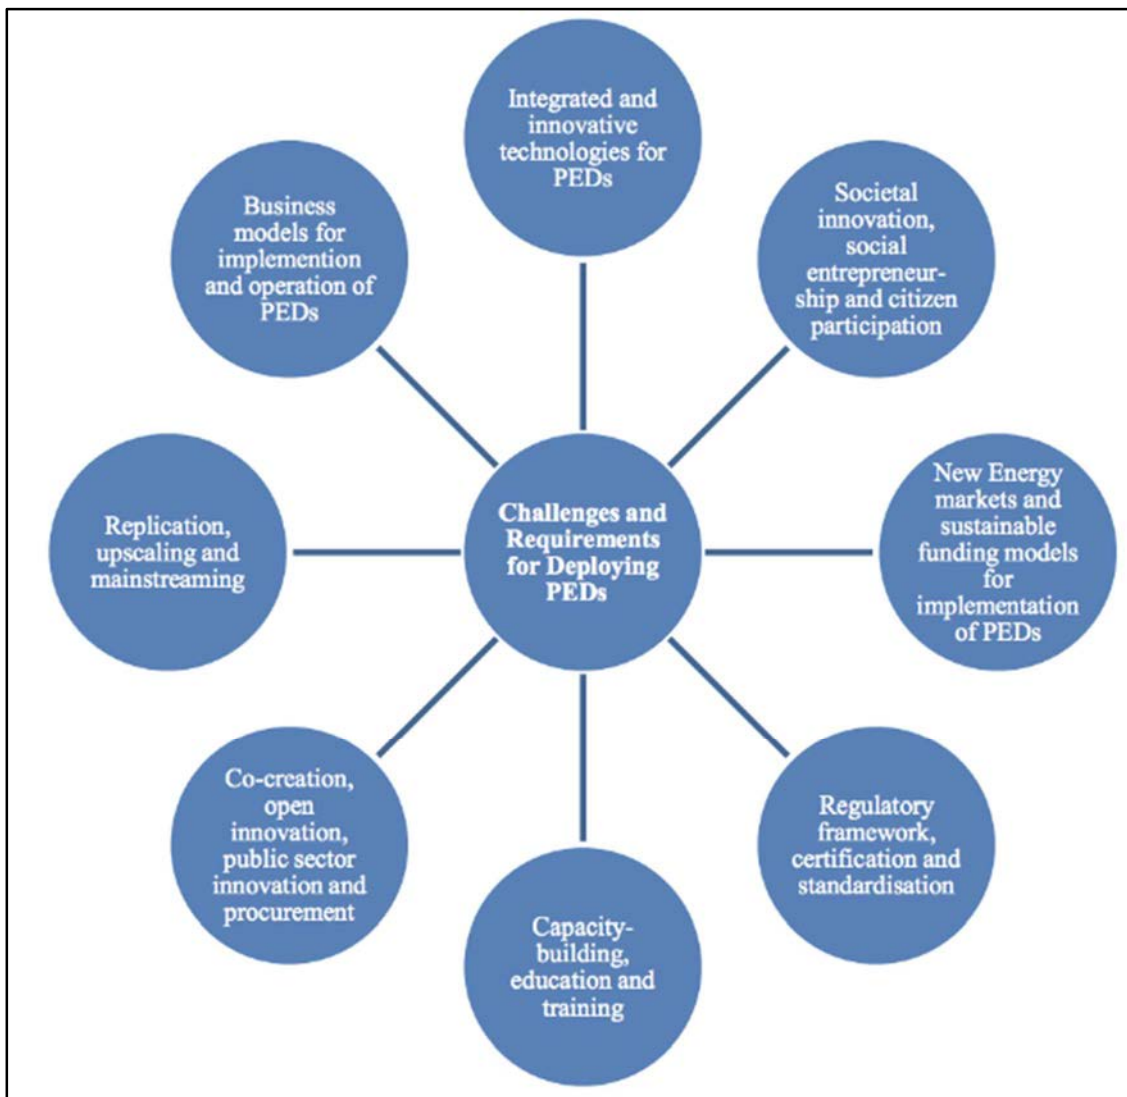 Integrated and
innovative
technologies for
PEDs
Societal
innovation,
social
entrepreneur-
ship and citizen
participation
New Energy
markets and
sustainable
funding models
for
implementation
of PEDs
Regulatory
framework,
certification and
standardisation
Capacity-
building,
education and
training
Co-creation,
open
innovation,
public sector
innovation and
procurement
Replication,
upscaling and
mainstreaming
Business
models for
implemention
and operation of
PEDs
Challenges and
Requirements
for Deploying
PEDs